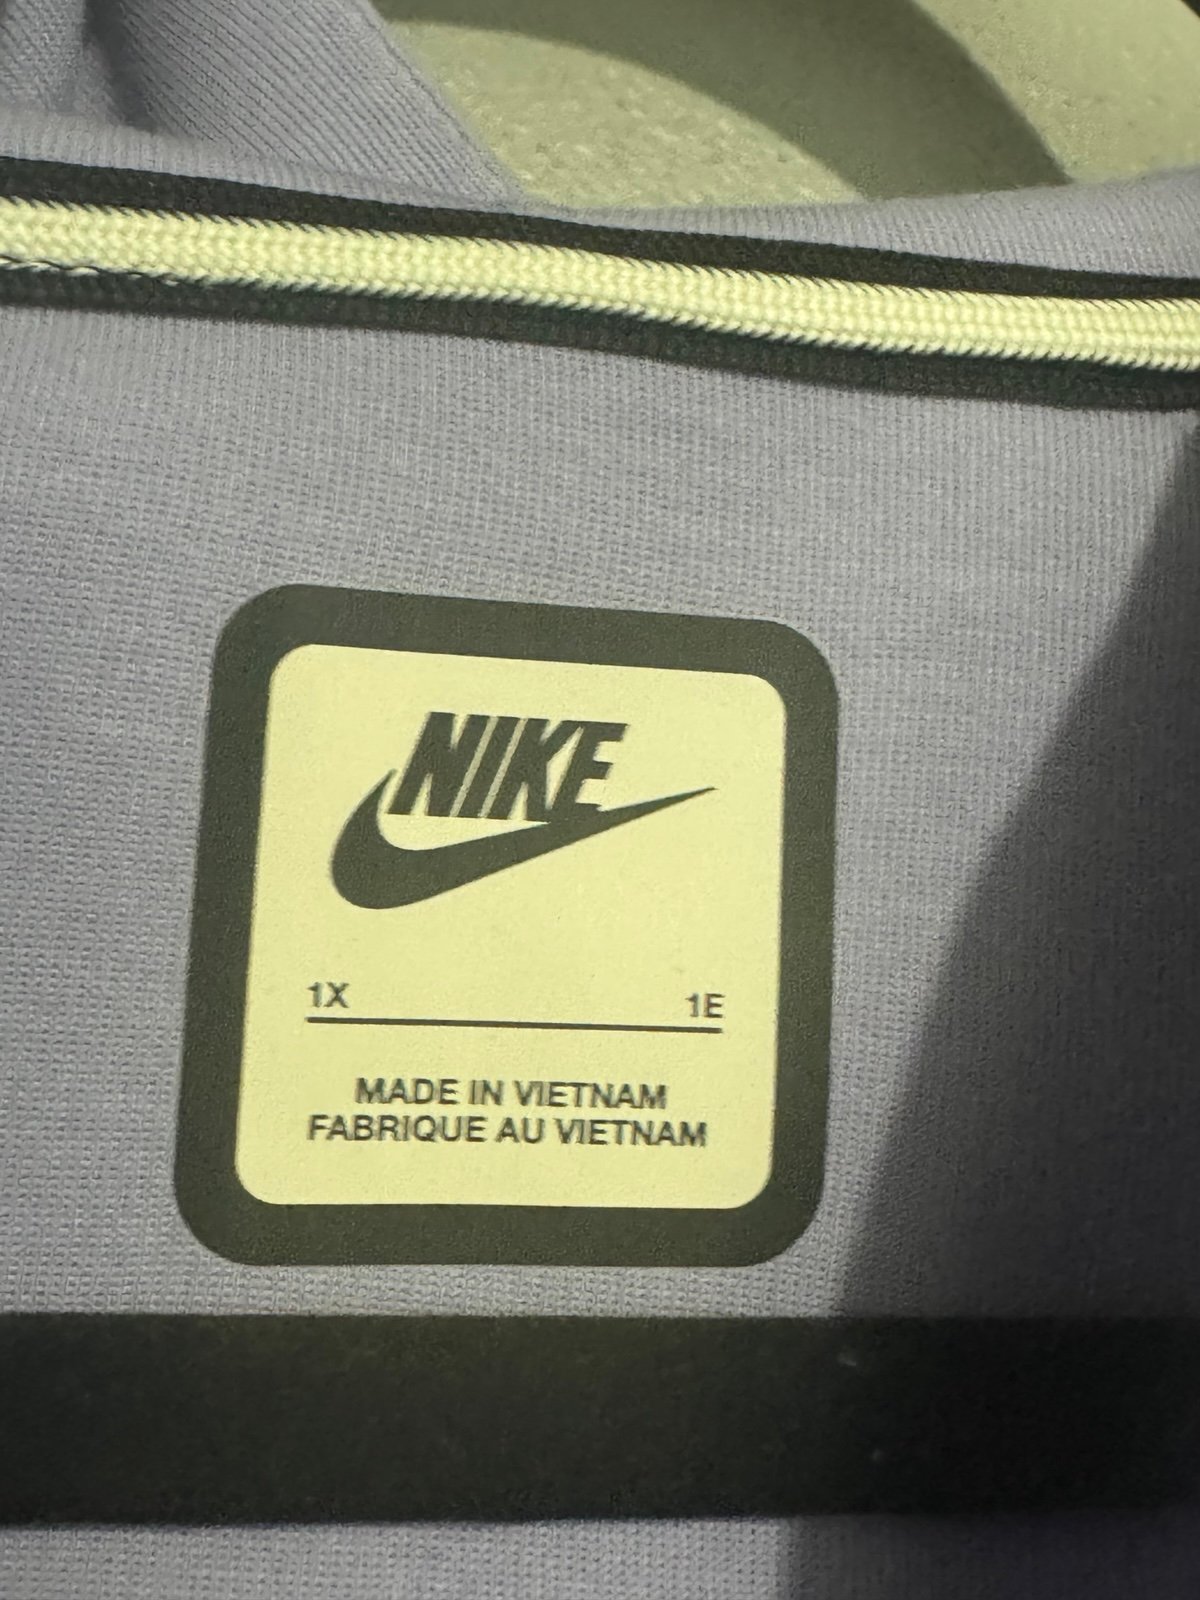 NIKE
1X 1E
MADE IN VIETNAM
FABRIQUE AU VIETNAM